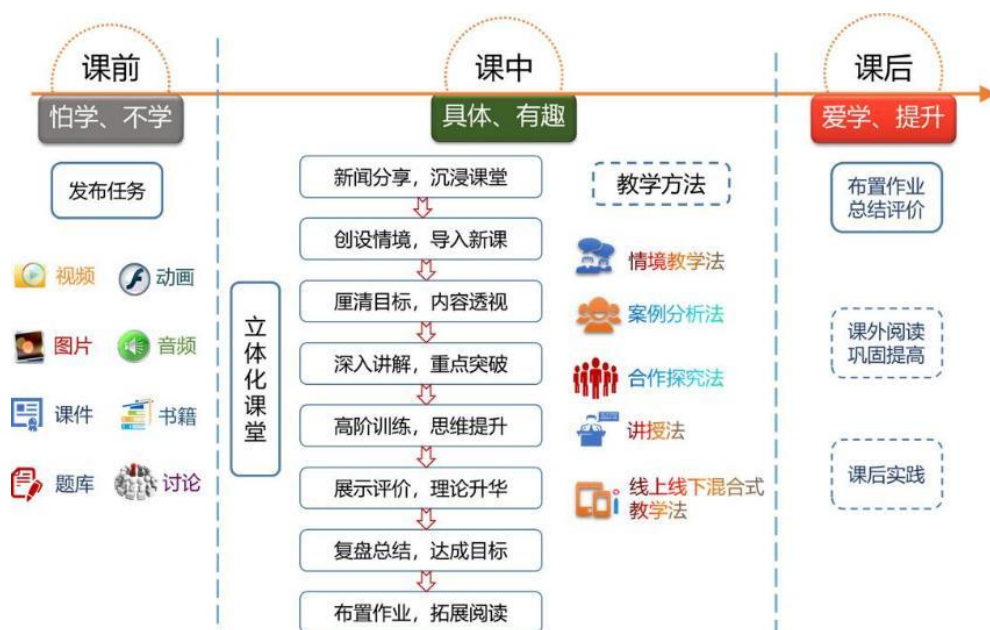 课前
怕学、不学
发布任务
视频
动画
图片
音频
课件
书籍
题库
讨论
课中
具体、有趣
立体化课堂
新闻分享，沉浸课堂
创设情境，导入新课
厘清目标，内容透视
深入讲解，重点突破
高阶训练，思维提升
展示评价，理论升华
复盘总结，达成目标
布置作业，拓展阅读
教学方法
情境教学法
案例分析法
合作探究法
讲授法
线上线下混合式
教学法
课后
爱学、提升
布置作业
总结评价
课外阅读
巩固提高
课后实践